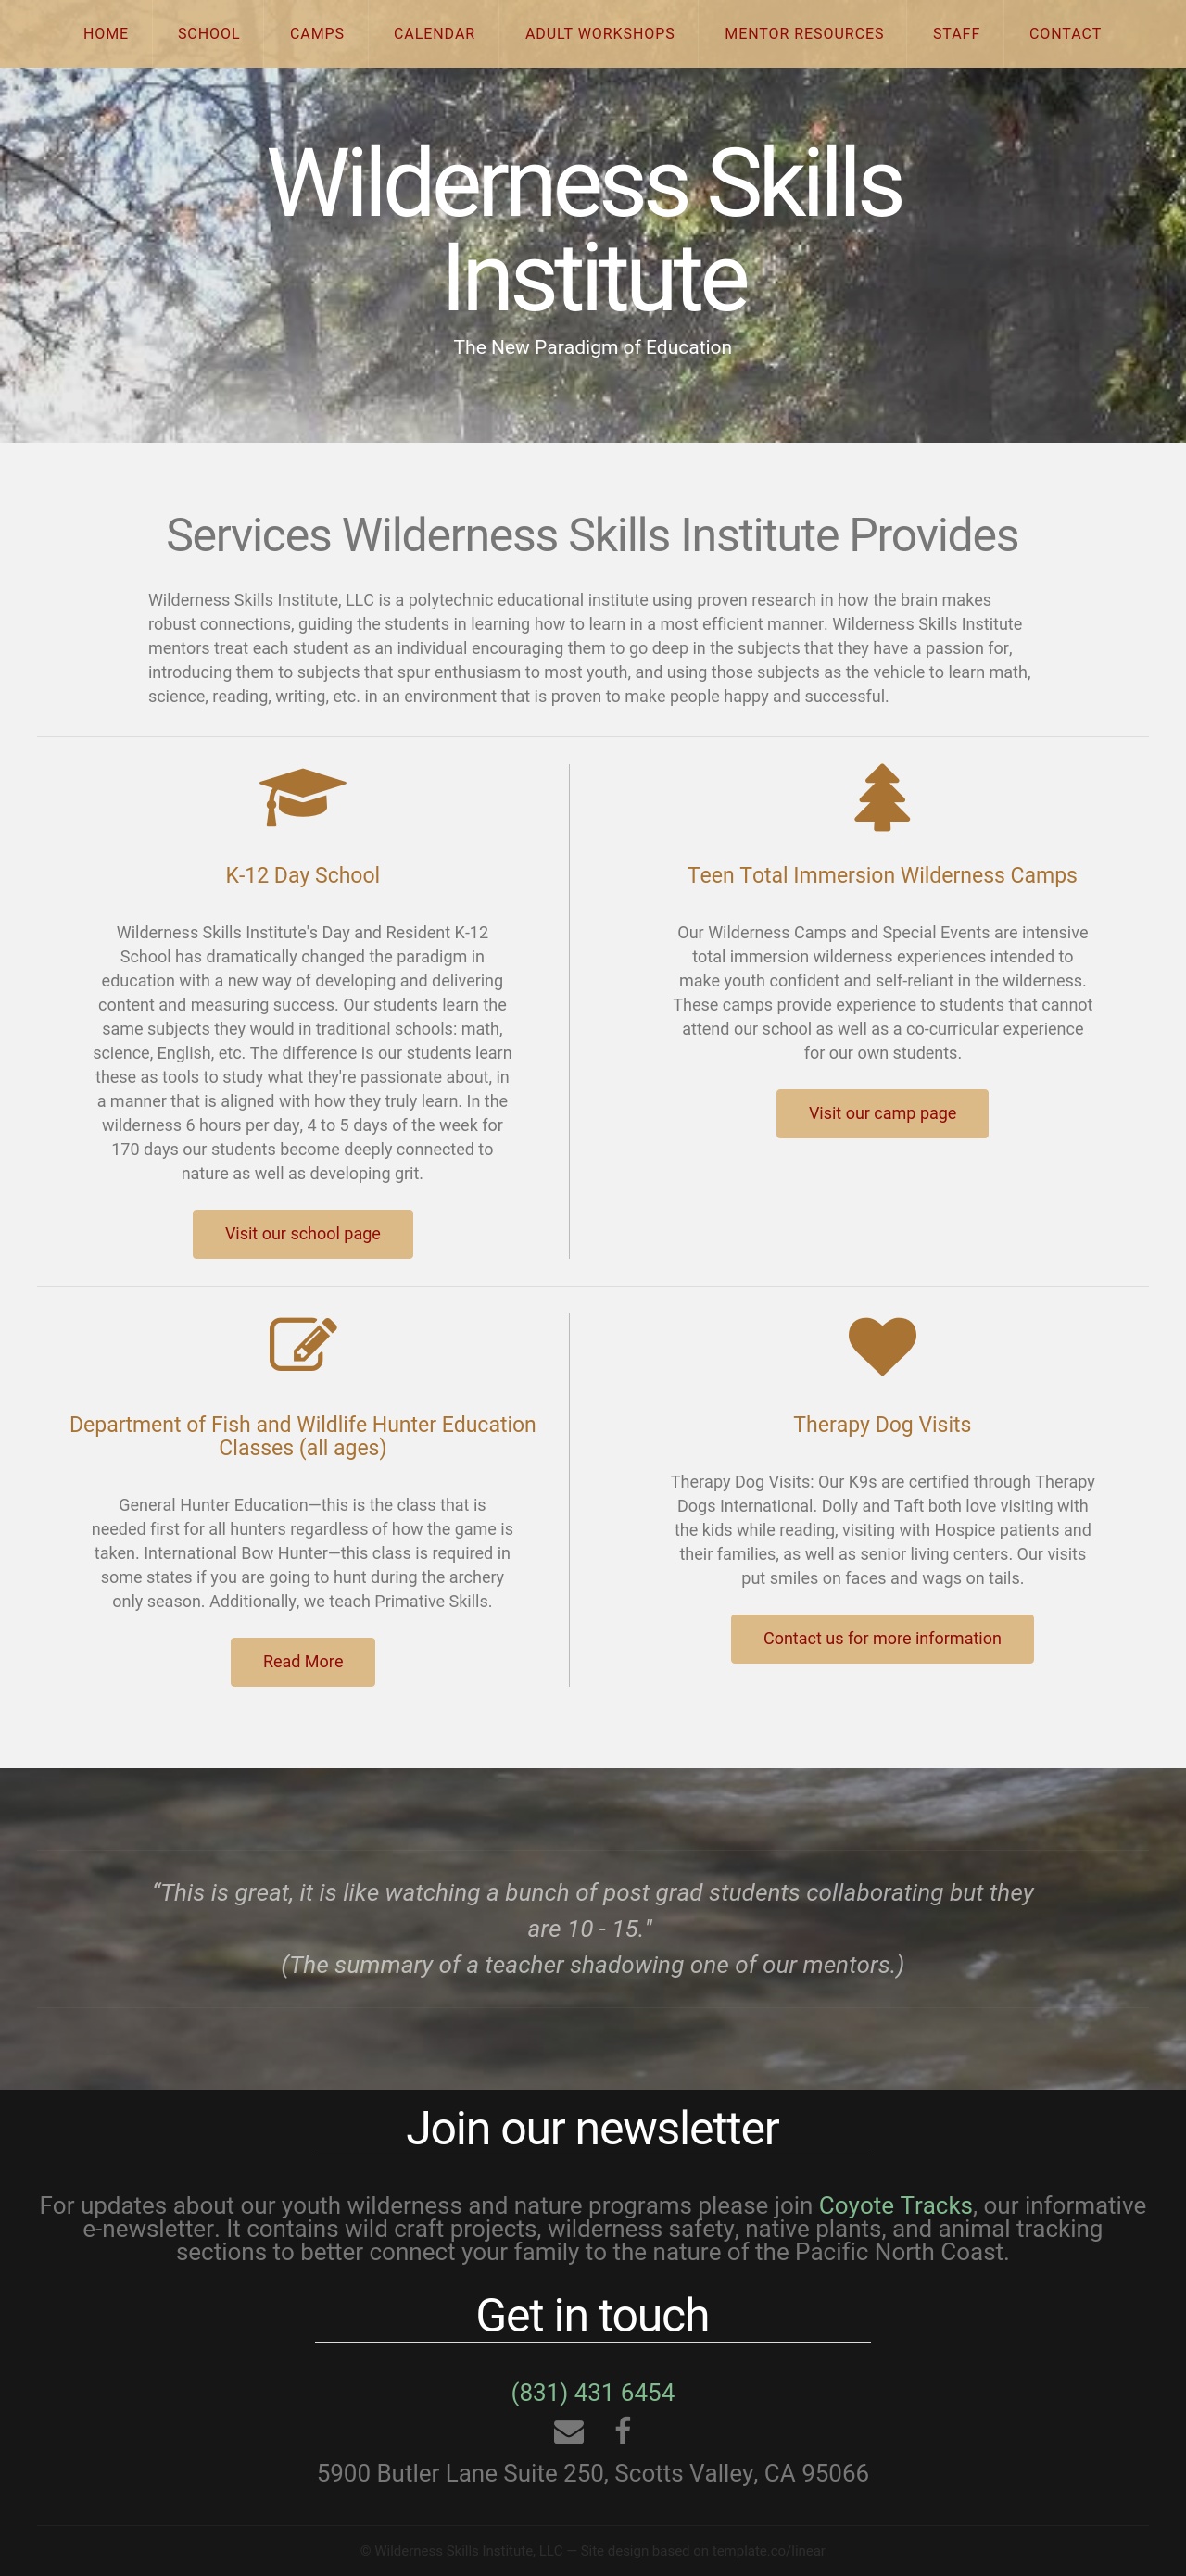 HOME SCHOOL CAMPS CALENDAR ADULT WORKSHOPS MENTOR RESOURCES STAFF CONTACT
Wilderness Skills
Institute
The New Paradigm of Education
Services Wilderness Skills Institute Provides
Wilderness Skills Institute, LLC is a polytechnic educational institute using proven research in how the brain makes
robust connections, guiding the students in learning how to learn in a most efficient manner. Wilderness Skills Institute
mentors treat each student as an individual encouraging them to go deep in the subjects that they have a passion for,
introducing them to subjects that spur enthusiasm to most youth, and using those subjects as the vehicle to learn math,
science, reading, writing, etc. in an environment that is proven to make people happy and successful.
K-12 Day School
Wilderness Skills Institute's Day and Resident K-12
School has dramatically changed the paradigm in
education with a new way of developing and delivering
content and measuring success. Our students learn the
same subjects they would in traditional schools: math,
science, English, etc. The difference is our students learn
these as tools to study what they're passionate about, in
a manner that is aligned with how they truly learn. In the
wilderness 6 hours per day, 4 to 5 days of the week for
170 days our students become deeply connected to
nature as well as developing grit.
Visit our school page
Teen Total Immersion Wilderness Camps
Our Wilderness Camps and Special Events are intensive
total immersion wilderness experiences intended to
make youth confident and self-reliant in the wilderness.
These camps provide experience to students that cannot
attend our school as well as a co-curricular experience
for our own students.
Visit our camp page
Department of Fish and Wildlife Hunter Education
Classes (all ages)
General Hunter Education—this is the class that is
needed first for all hunters regardless of how the game is
taken. International Bow Hunter—this class is required in
some states if you are going to hunt during the archery
only season. Additionally, we teach Primative Skills.
Read More
Therapy Dog Visits
Therapy Dog Visits: Our K9s are certified through Therapy
Dogs International. Dolly and Taft both love visiting with
the kids while reading, visiting with Hospice patients and
their families, as well as senior living centers. Our visits
put smiles on faces and wags on tails.
Contact us for more information
“This is great, it is like watching a bunch of post grad students collaborating but they
are 10 - 15."
(The summary of a teacher shadowing one of our mentors.)
Join our newsletter
For updates about our youth wilderness and nature programs please join Coyote Tracks, our informative
e-newsletter. It contains wild craft projects, wilderness safety, native plants, and animal tracking
sections to better connect your family to the nature of the Pacific North Coast.
Get in touch
(831) 431 6454
5900 Butler Lane Suite 250, Scotts Valley, CA 95066
© Wilderness Skills Institute, LLC — Site design based on template.co/linear